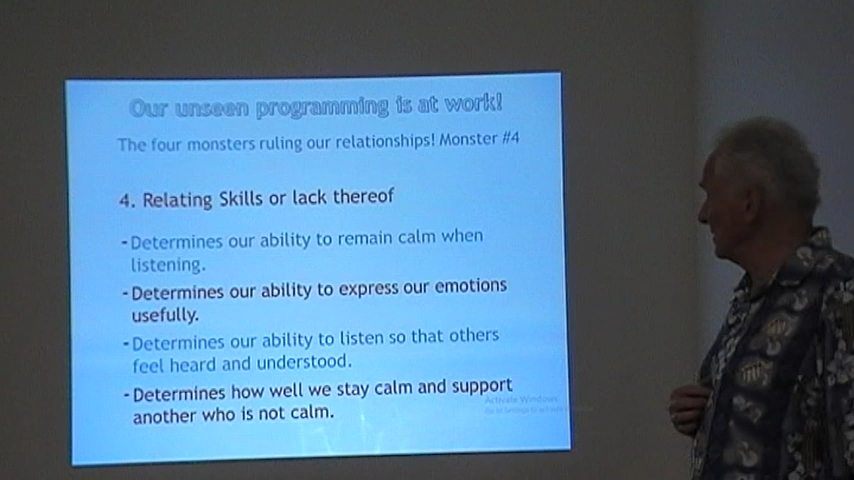 Our unseen programming is at work!
The four monsters ruling our relationships! Monster #4
4. Relating Skills or lack thereof
-Determines our ability to remain calm when
listening.
-Determines our ability to express our emotions
usefully.
-Determines our ability to listen so that others
feel heard and understood.
-Determines how well we stay calm and support
another who is not calm.
Activate Windows